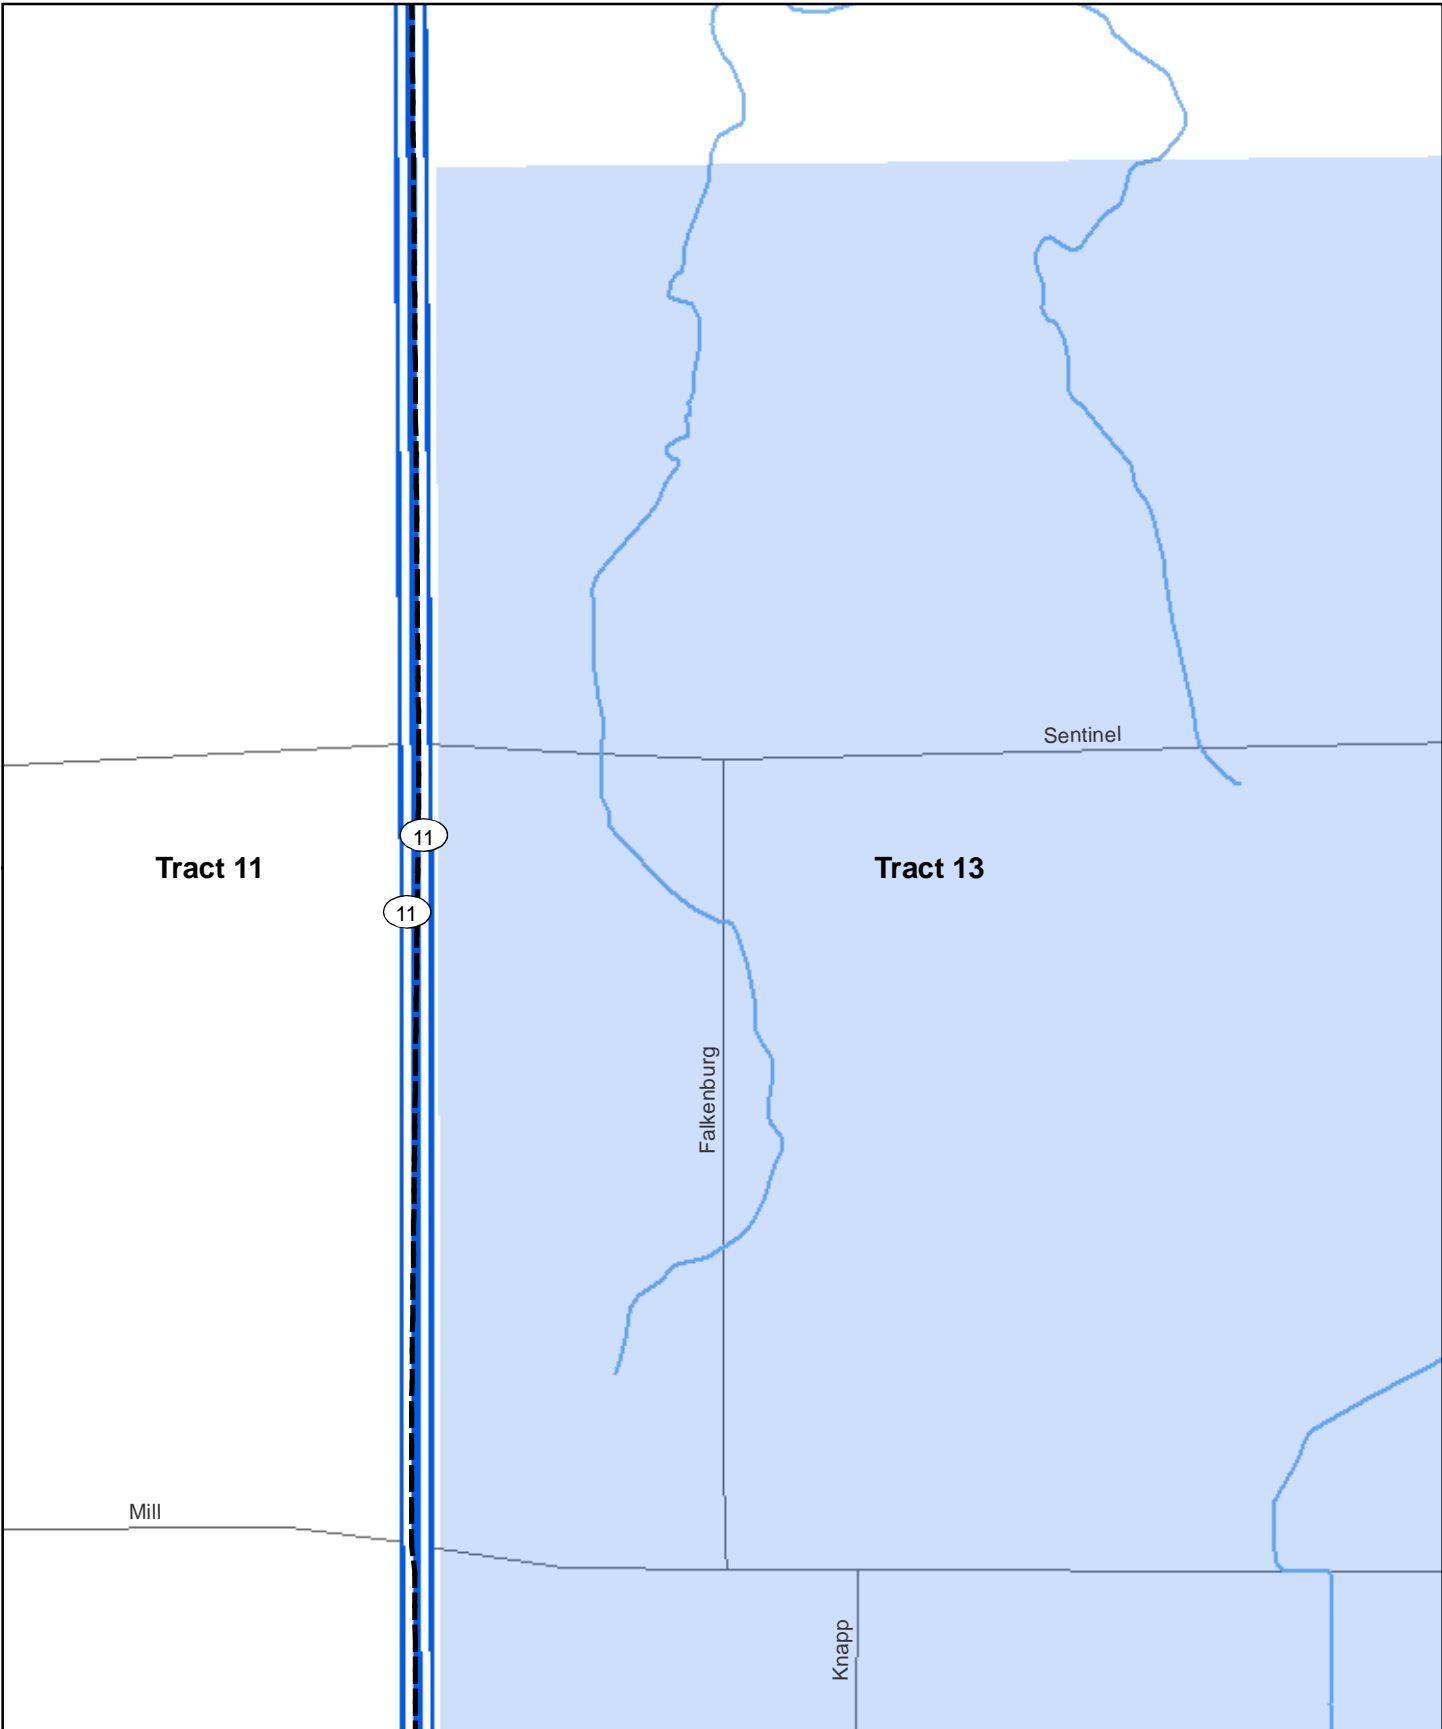 Sentinel
11
Tract 11
Tract 13
11
Falkenburg
Mill
Knapp